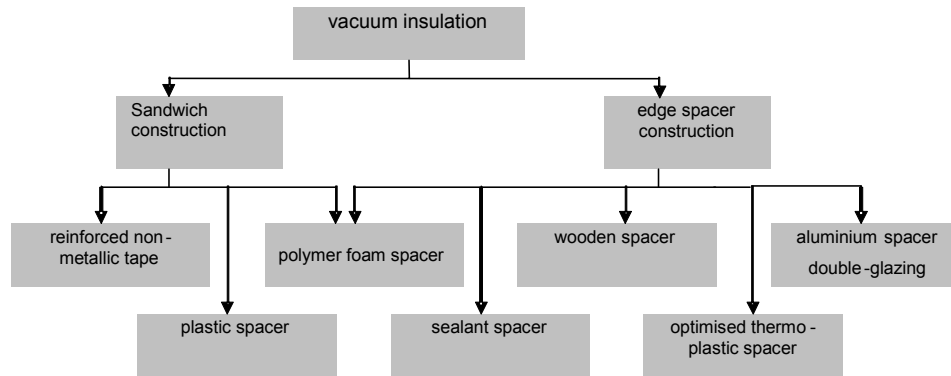 vacuum insulation
Sandwich
construction
edge spacer
construction
reinforced non-
metallic tape
polymer foam spacer
wooden spacer
aluminium spacer
double-glazing
plastic spacer
sealant spacer
optimised thermo-
plastic spacer